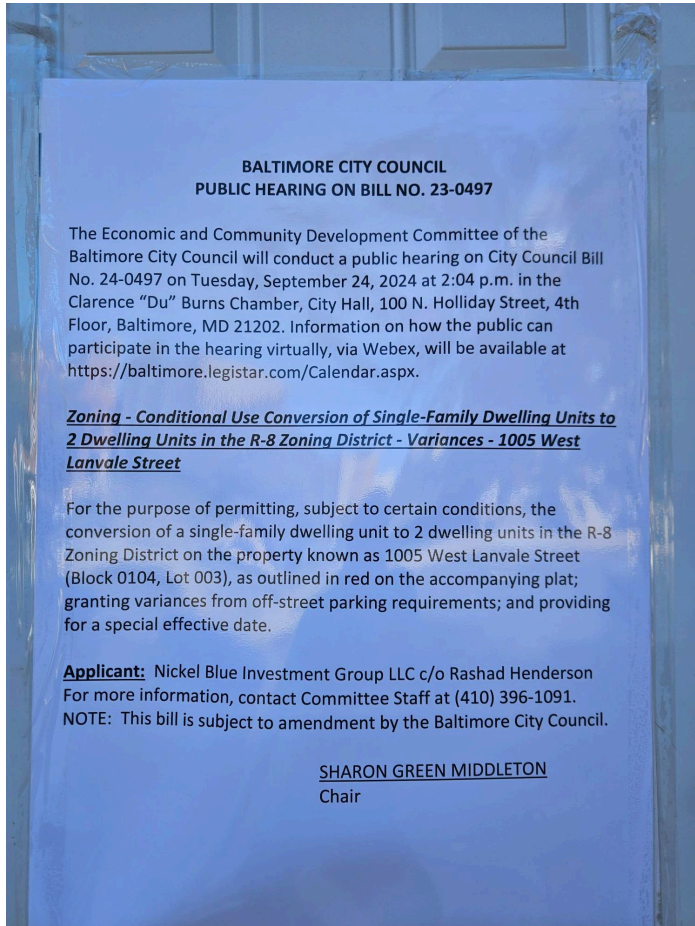 BALTIMORE CITY COUNCIL
PUBLIC HEARING ON BILL NO. 23-0497
The Economic and Community Development Committee of the
Baltimore City Council will conduct a public hearing on City Council Bill
No. 24-0497 on Tuesday, September 24, 2024 at 2:04 p.m. in the
Clarence “Du” Burns Chamber, City Hall, 100 N. Holliday Street, 4th
Floor, Baltimore, MD 21202. Information on how the public can
participate in the hearing virtually, via Webex, will be available at
https://baltimore.legistar.com/Calendar.aspx.
Zoning - Conditional Use Conversion of Single-Family Dwelling Units to
2 Dwelling Units in the R-8 Zoning District - Variances - 1005 West
Lanvale Street
For the purpose of permitting, subject to certain conditions, the
conversion of a single-family dwelling unit to 2 dwelling units in the R-8
Zoning District on the property known as 1005 West Lanvale Street
(Block 0104, Lot 003), as outlined in red on the accompanying plat;
granting variances from off-street parking requirements; and providing
for a special effective date.
Applicant: Nickel Blue Investment Group LLC c/o Rashad Henderson
For more information, contact Committee Staff at (410) 396-1091.
NOTE: This bill is subject to amendment by the Baltimore City Council.
SHARON GREEN MIDDLETON
Chair